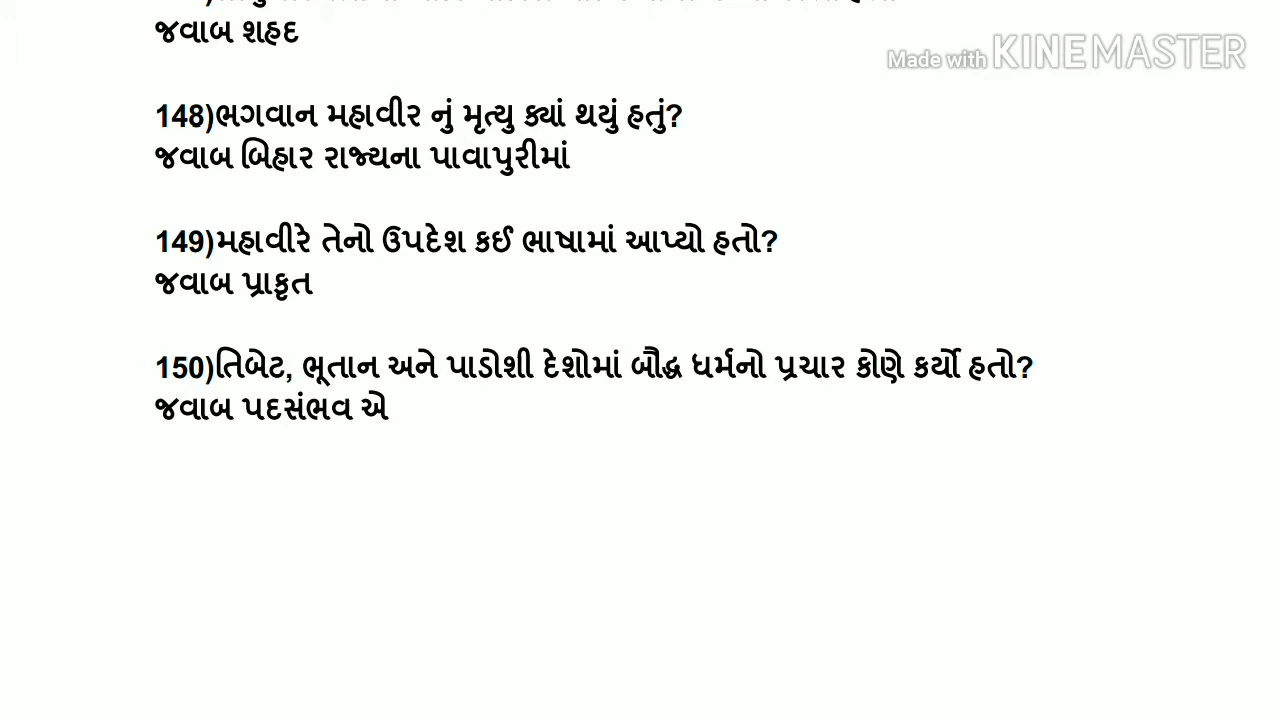 જવાબ શહદ
Made with KINEMASTER
148)ભગવાન મહાવીર નું મૃત્યુ ક્યાં થયું હતું?
જવાબ બિહાર રાજ્યના પાવાપુરીમાં
149)મહાવીરે તેનો ઉપદેશ કઈ ભાષામાં આપ્યો હતો?
જવાબ પ્રાકૃત
150)તિબેટ, ભૂતાન અને પાડોશી દેશોમાં બૌદ્ધ ધર્મનો પ્રચાર કોણે કર્યો હતો?
જવાબ પદસંભવ એ